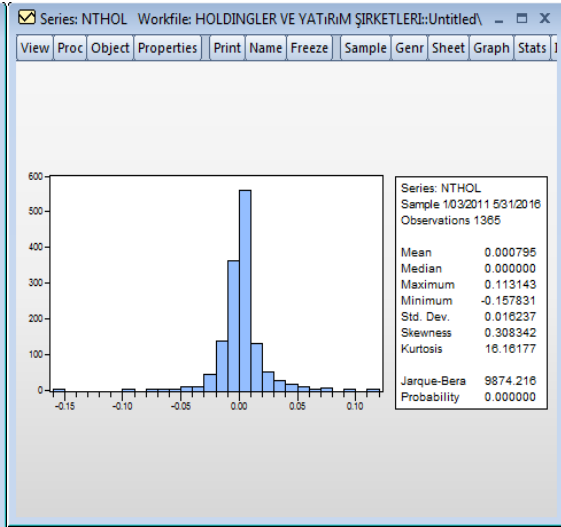 Series: NTHOL Workfile: HOLDINGLER VE YATıRıM ŞIRKETLERI::Untitled\
View Proc Object Properties Print Name Freeze Sample Genr Sheet Graph Stats
600
500
400
300
200
100
0
-0.15 -0.10 -0.05 0.00 0.05 0.10
Series: NTHOL
Sample 1/03/2011 5/31/2016
Observations 1365
Mean 0.000795
Median 0.000000
Maximum 0.113143
Minimum -0.157831
Std. Dev. 0.016237
Skewness 0.308342
Kurtosis 16.16177
Jarque-Bera 9874.216
Probability 0.000000